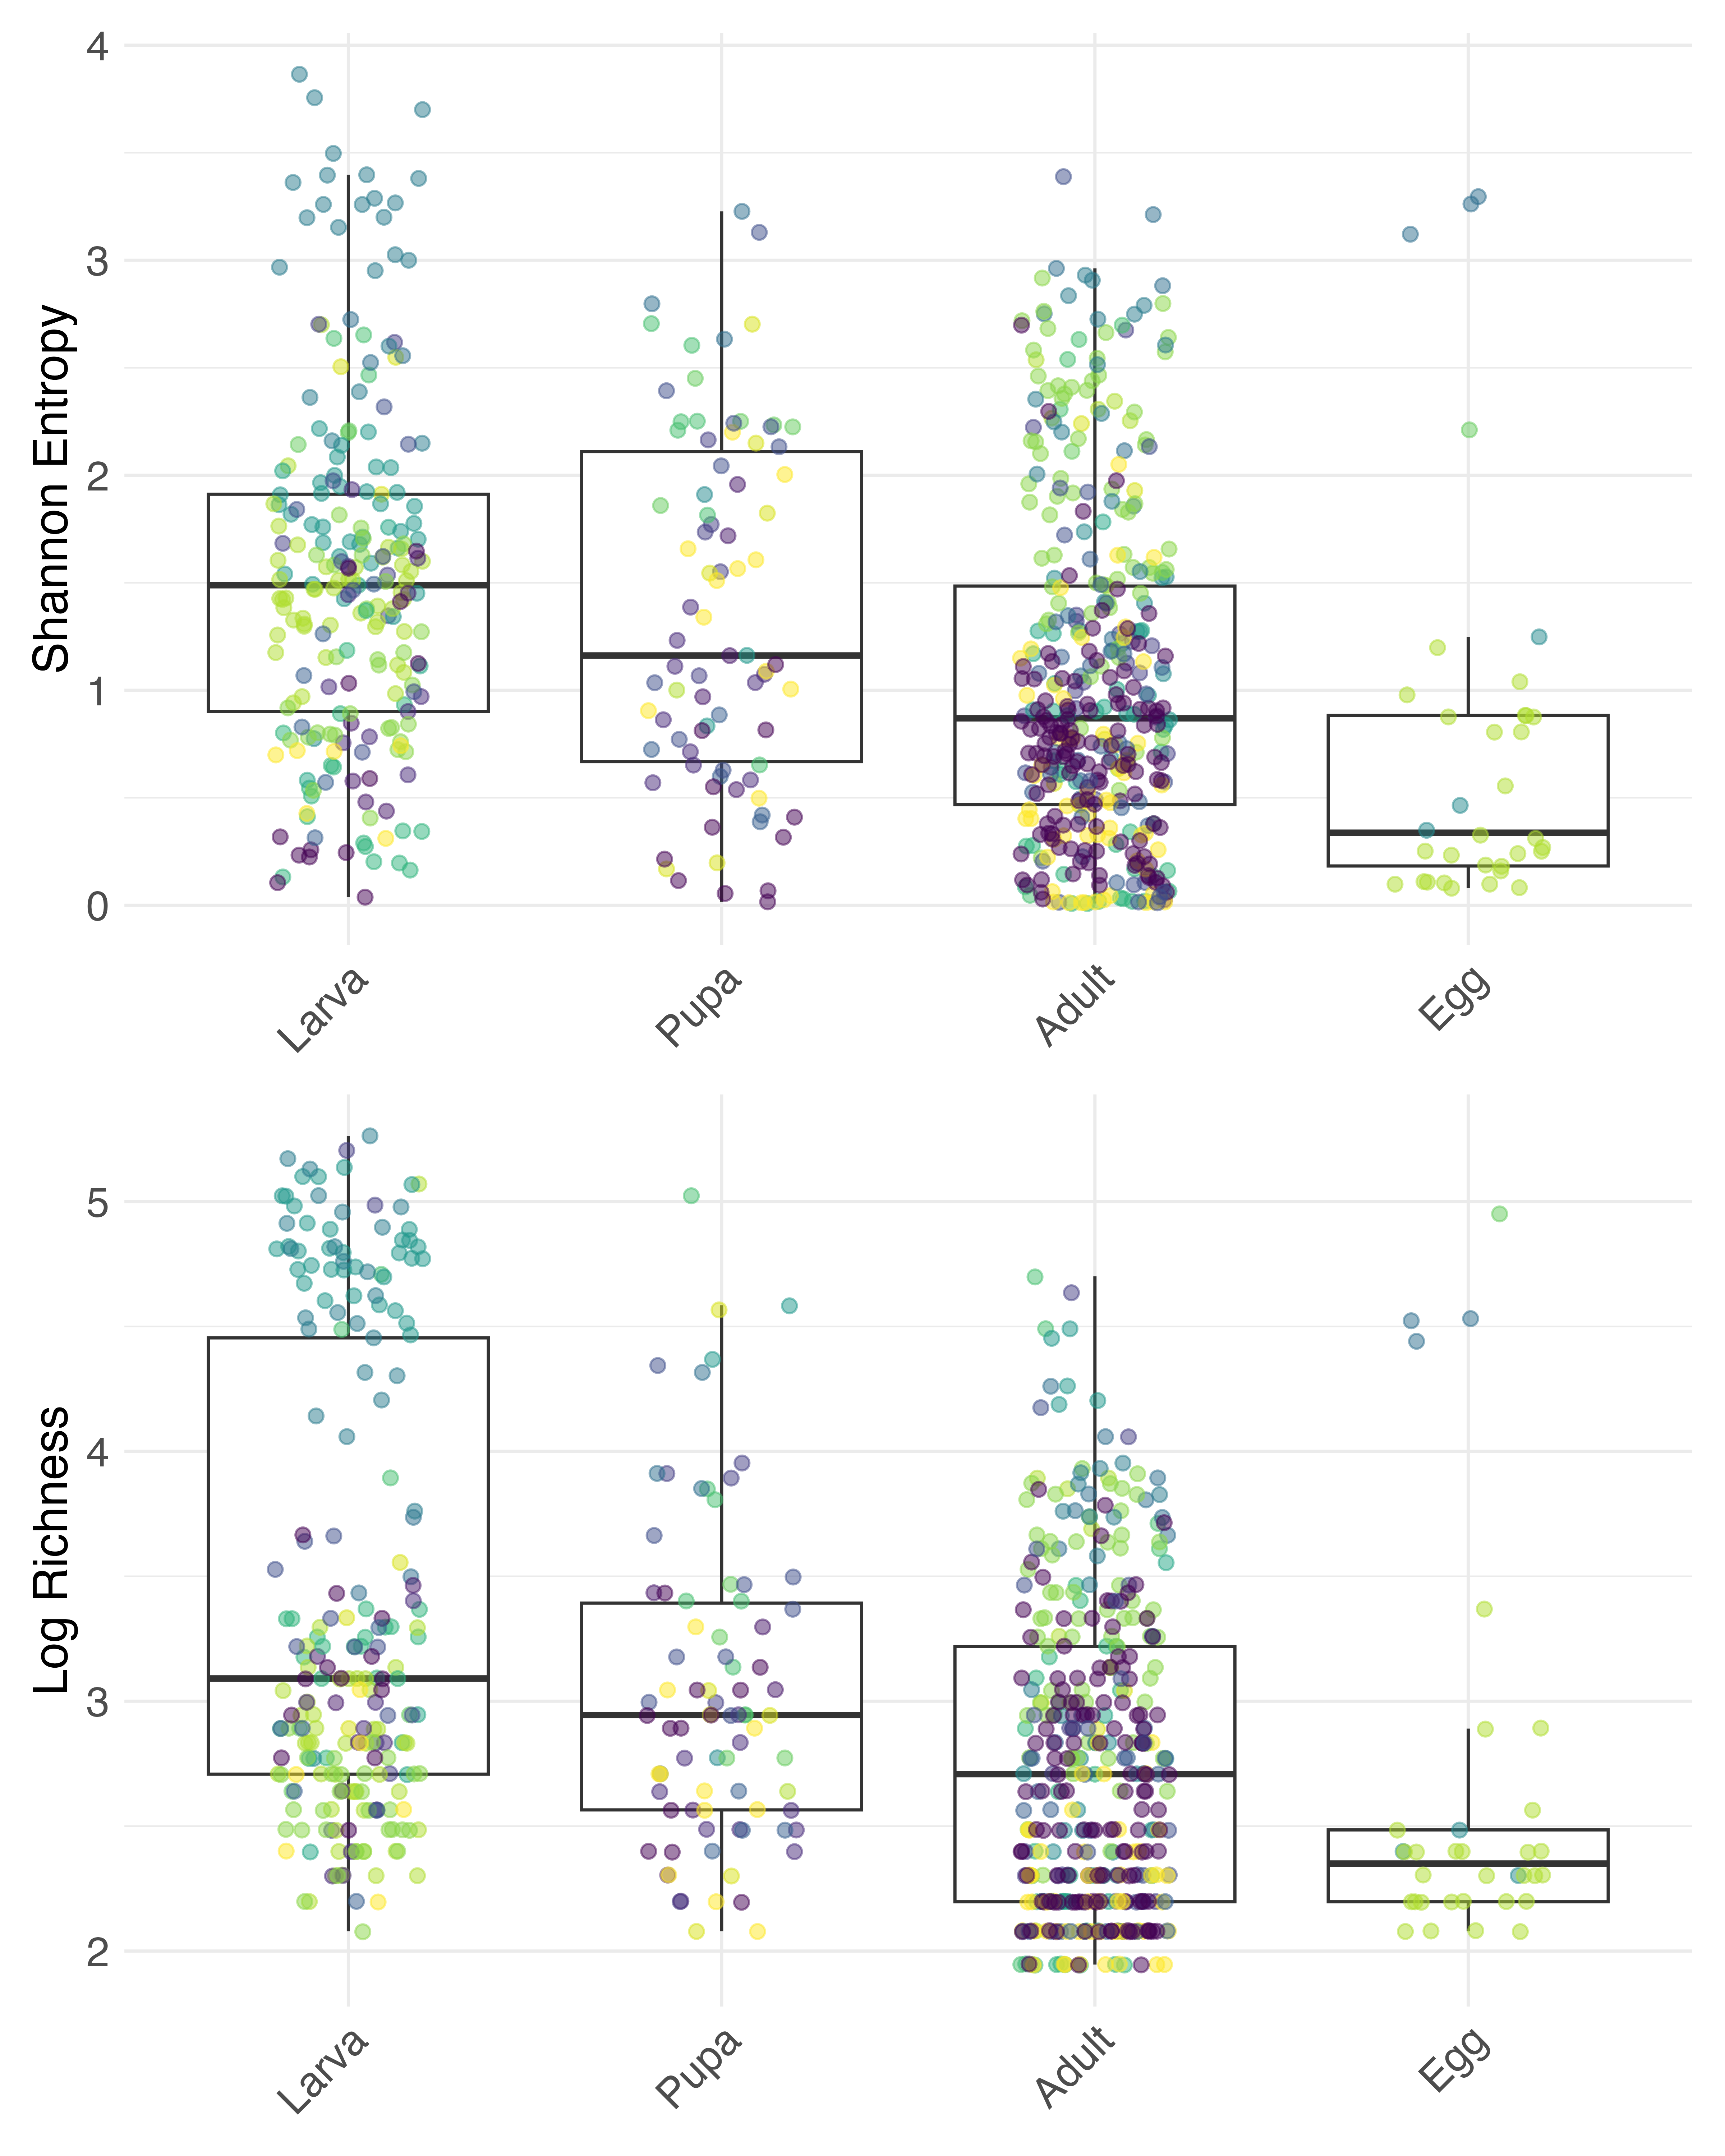 Shannon Entropy
4
3
2
1
0
Larva
Pupa
Adult
Egg
Log Richness
5
4
3
2
Larva
Pupa
Adult
Egg